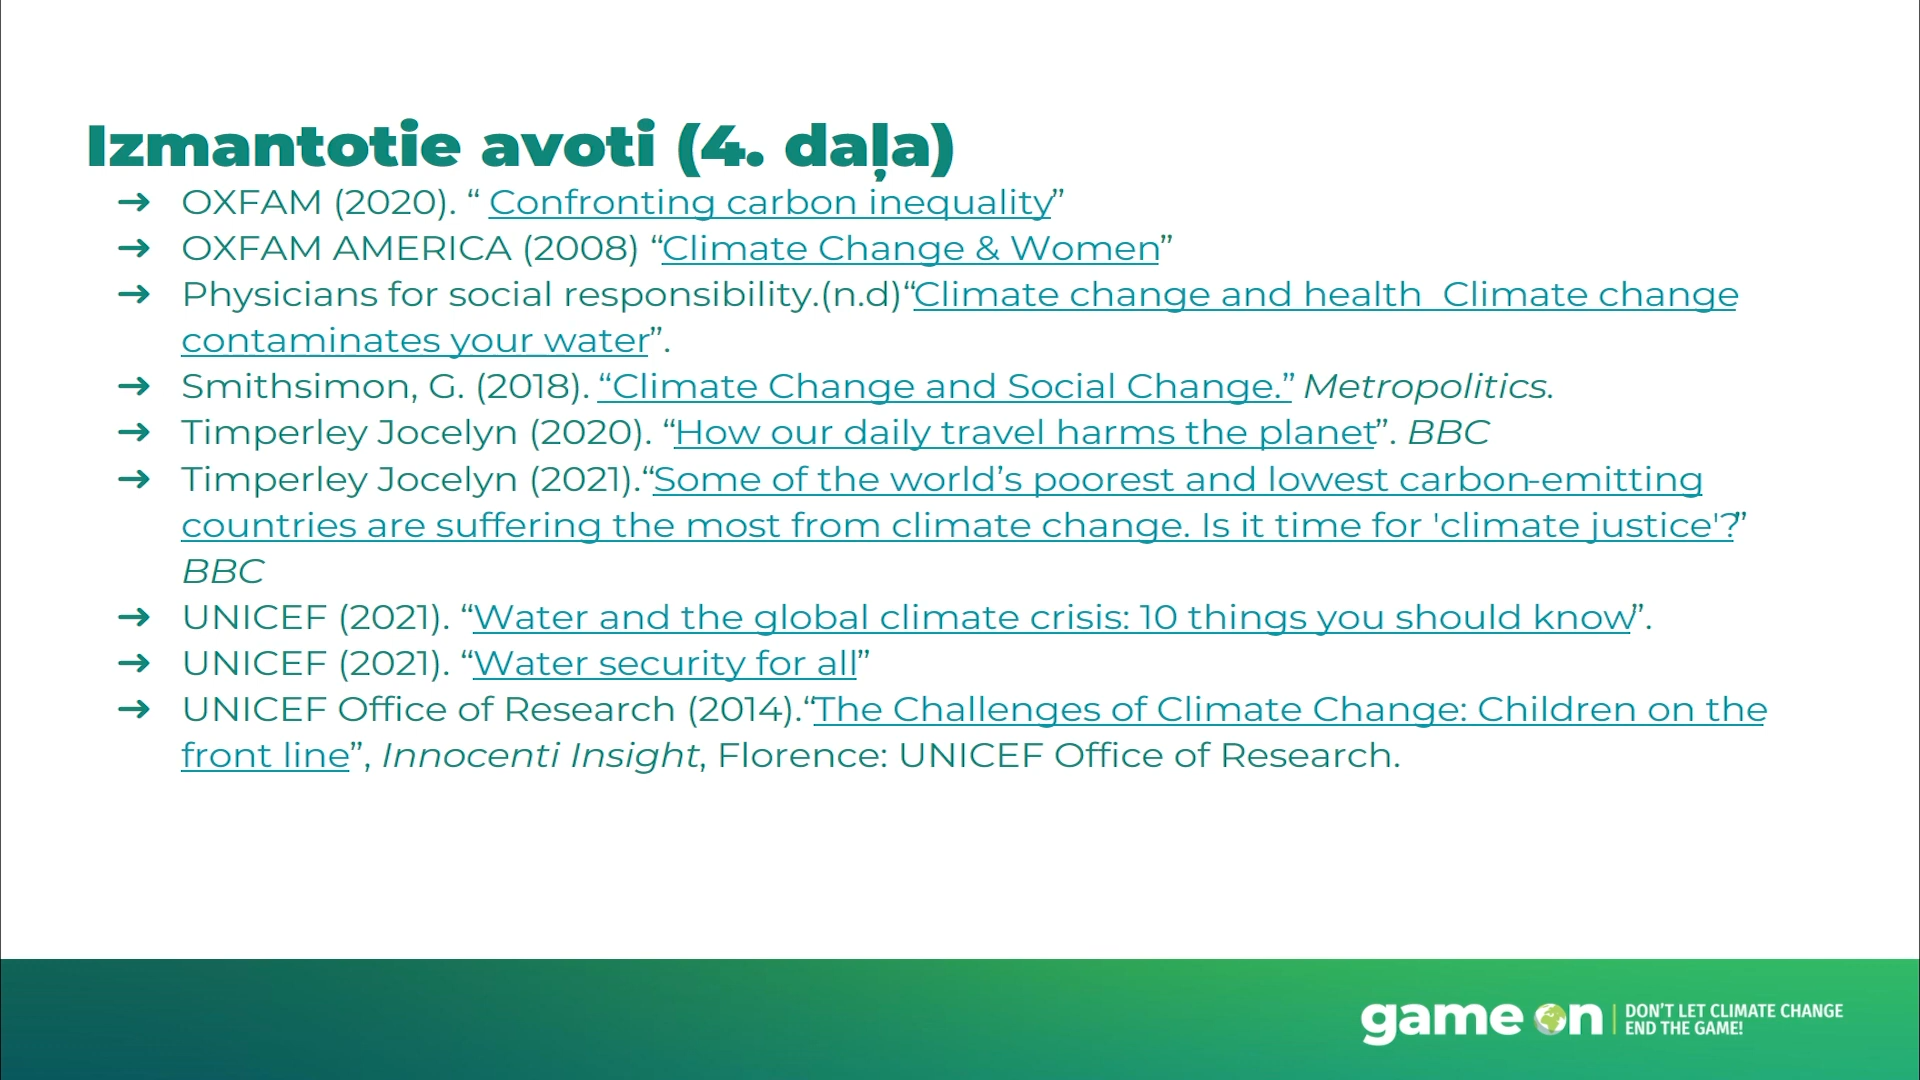 Izmantotie avoti (4. daļa)
➔ OXFAM (2020). “ Confronting carbon inequality”
➔ OXFAM AMERICA (2008) “Climate Change & Women”
➔ Physicians for social responsibility.(n.d)“Climate change and health  Climate change
contaminates your water”.
➔ Smithsimon, G. (2018). “Climate Change and Social Change.” Metropolitics.
➔ Timperley Jocelyn (2020). “How our daily travel harms the planet”. BBC
➔ Timperley Jocelyn (2021).“Some of the world’s poorest and lowest carbon-emitting
countries are suffering the most from climate change. Is it time for 'climate justice'?”
BBC
➔ UNICEF (2021). “Water and the global climate crisis: 10 things you should know”.
➔ UNICEF (2021). “Water security for all”
➔ UNICEF Office of Research (2014).“The Challenges of Climate Change: Children on the
front line”, Innocenti Insight, Florence: UNICEF Office of Research.
game on | DON'T LET CLIMATE CHANGE
END THE GAME!